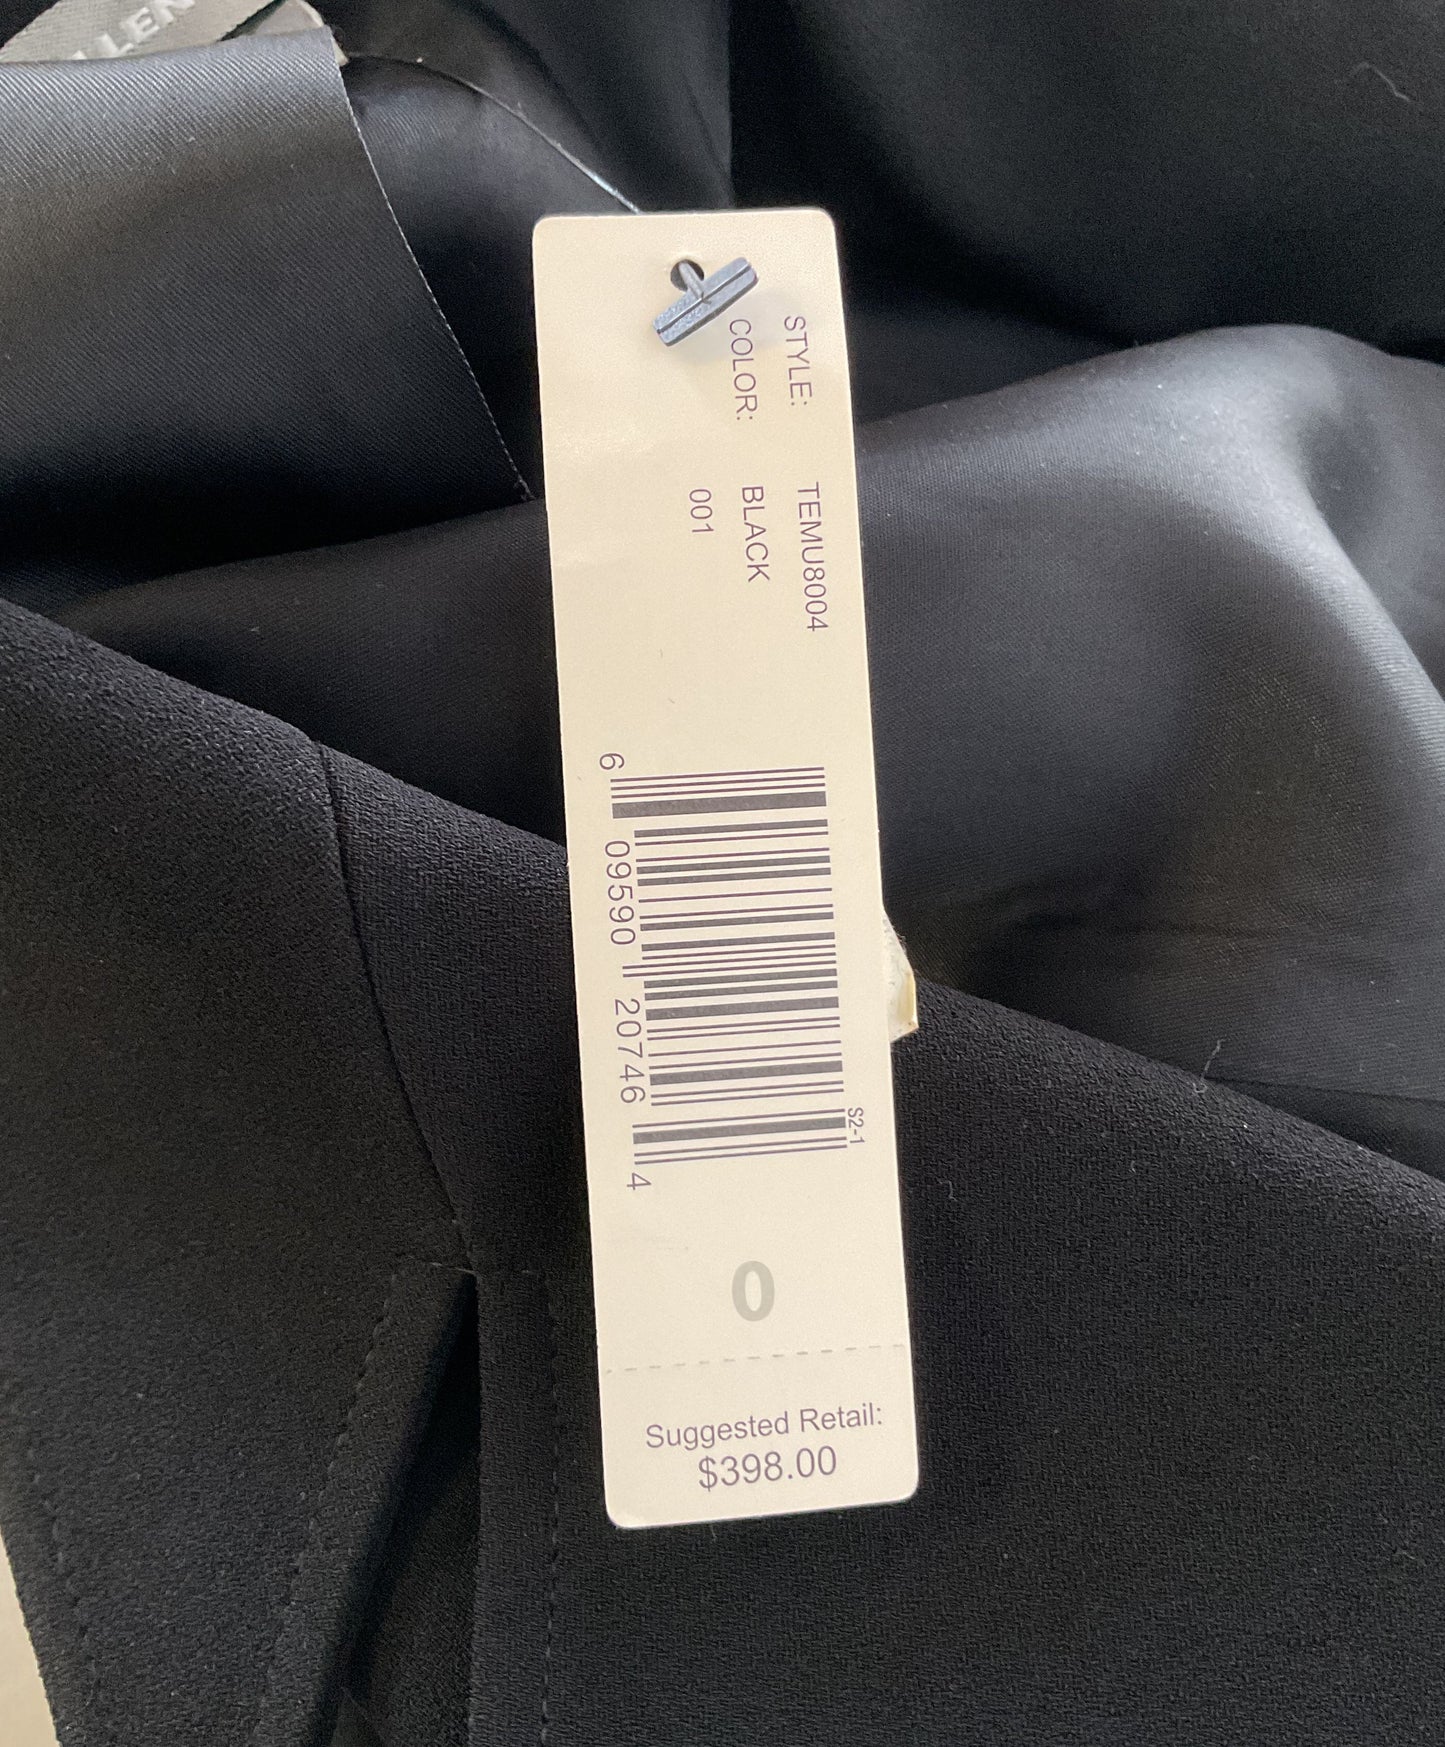 STYLE: TEMU8004
COLOR: BLACK
001
S2-1
6 09590 20746 4
0
Suggested Retail:
$398.00